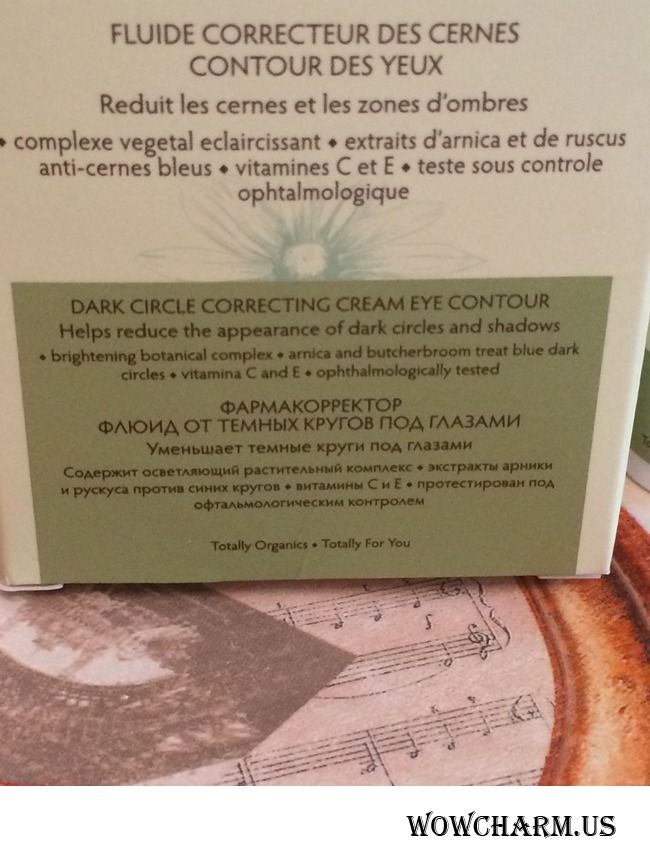 FLUIDE CORRECTEUR DES CERNES
CONTOUR DES YEUX
Reduit les cernes et les zones d'ombres
• complexe vegetal eclaircissant • extraits d'arnica et de ruscus
anti-cernes bleus • vitamines C et E • teste sous controle
ophtalmologique
DARK CIRCLE CORRECTING CREAM EYE CONTOUR
Helps reduce the appearance of dark circles and shadows
• brightening botanical complex • arnica and butcherbroom treat blue dark
circles • vitamina C and E • ophthalmologically tested
ФАРМАКОРРЕКТОР
ФЛЮИД ОТ ТЕМНЫХ КРУГОВ ПОД ГЛАЗАМИ
Уменьшает темные круги под глазами
Содержит осветляющий растительный комплекс • экстракты арники
и рускуса против синих кругов • витамины С и Е • протестирован под
офтальмологическим контролем
Totally Organics • Totally For You
WOWCHARM.US